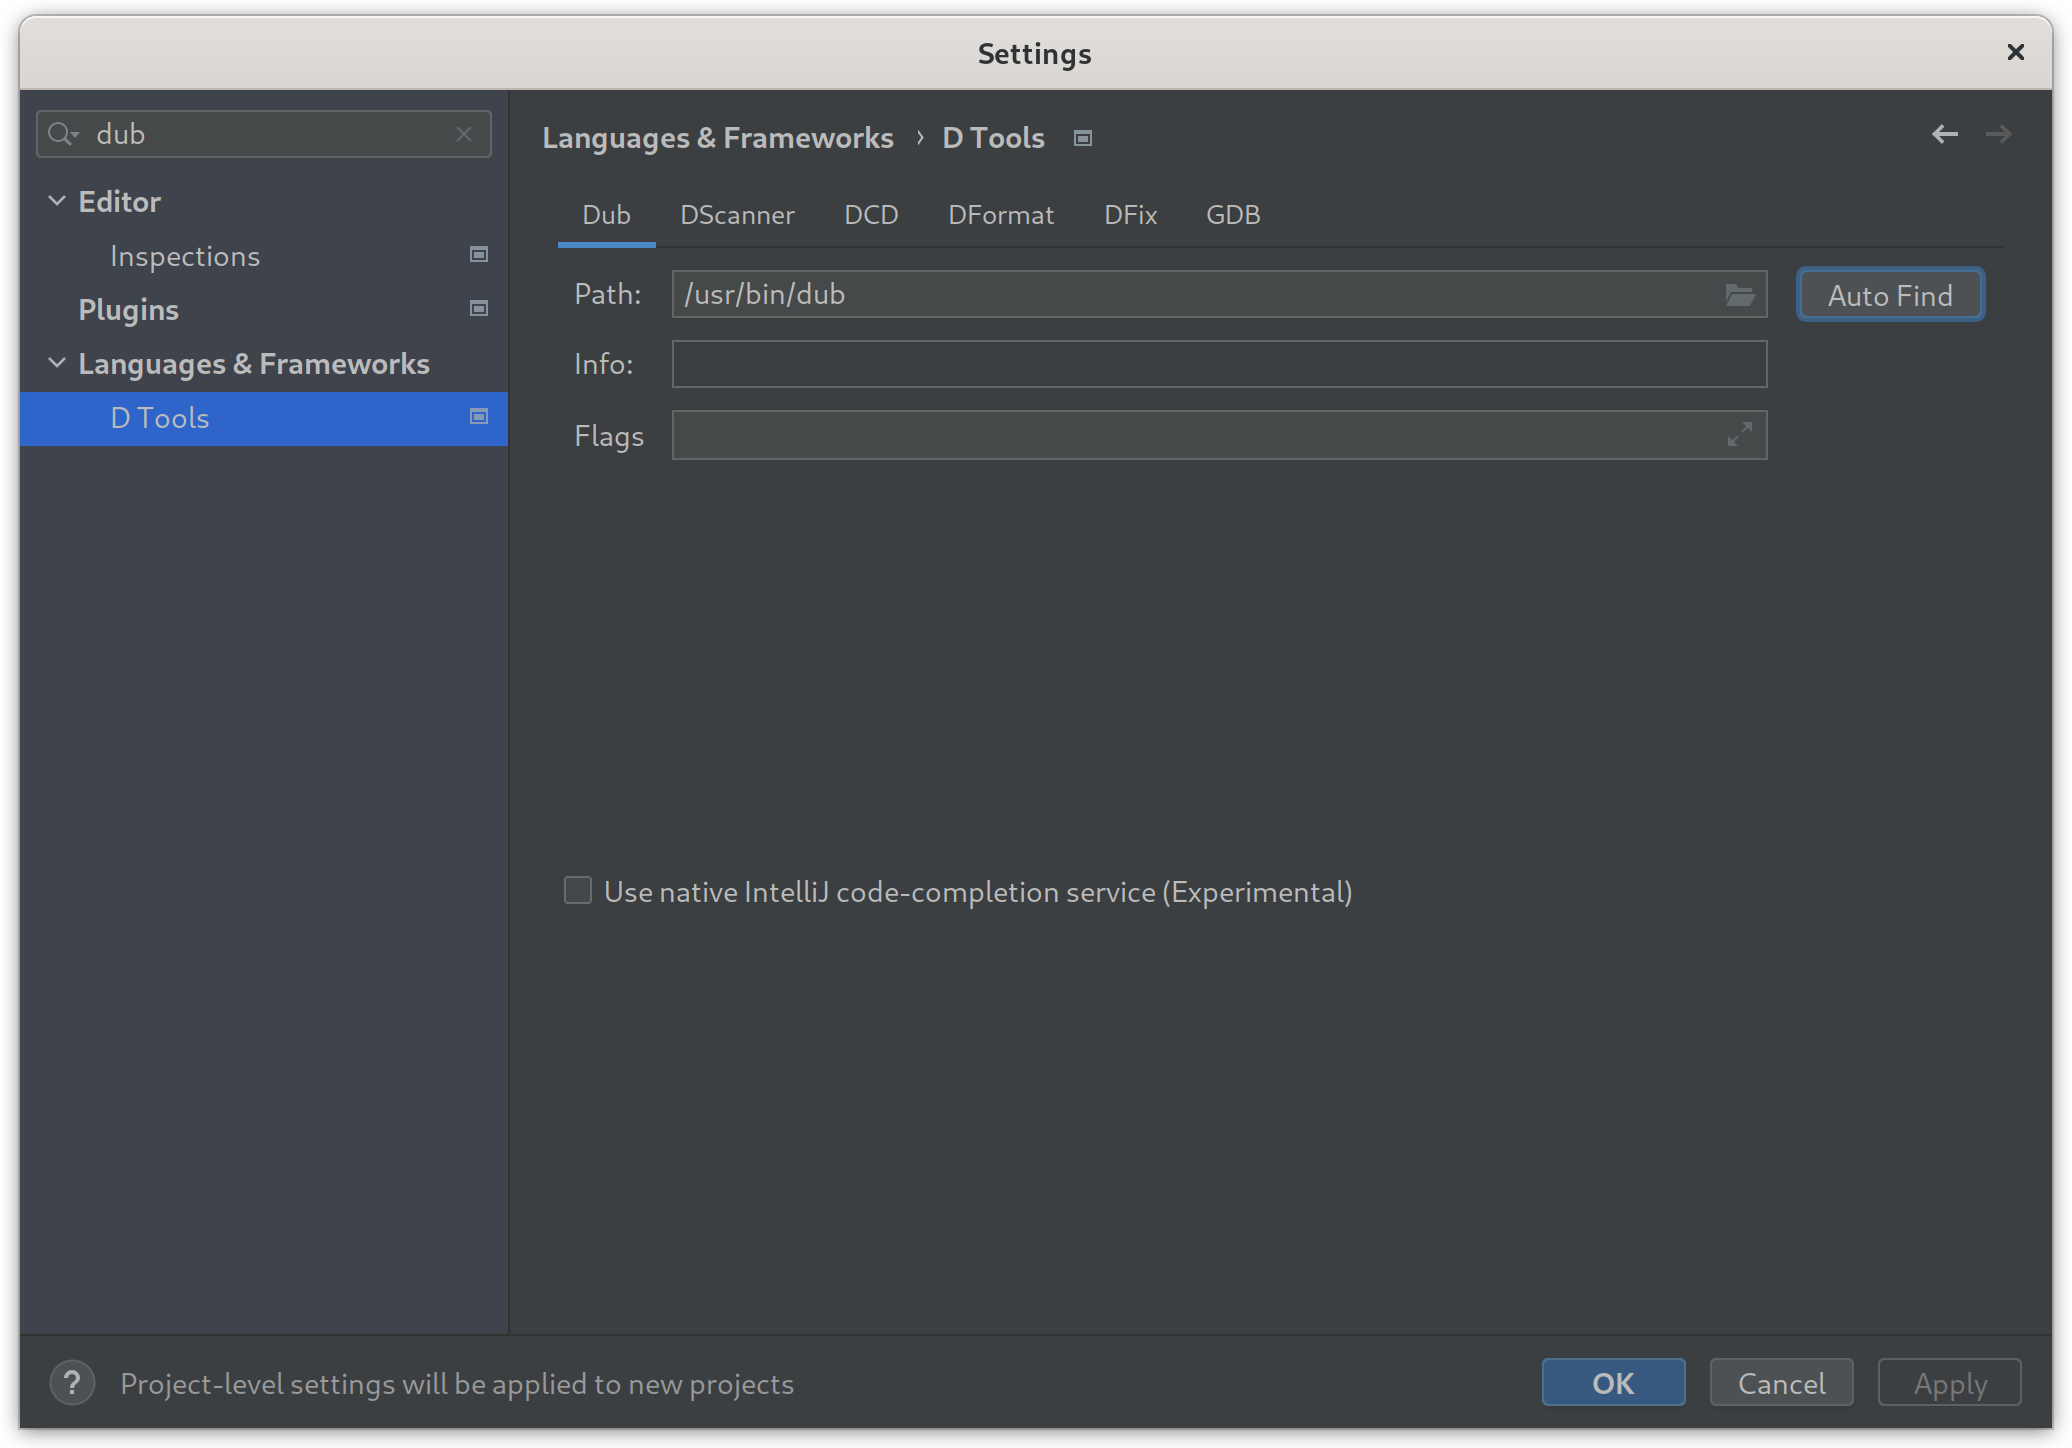 Settings
dub
Editor
Inspections
Plugins
Languages & Frameworks
D Tools
Languages & Frameworks › D Tools
Dub DScanner DCD DFormat DFix GDB
Path: /usr/bin/dub Auto Find
Info:
Flags
Use native IntelliJ code-completion service (Experimental)
? Project-level settings will be applied to new projects
OK Cancel Apply